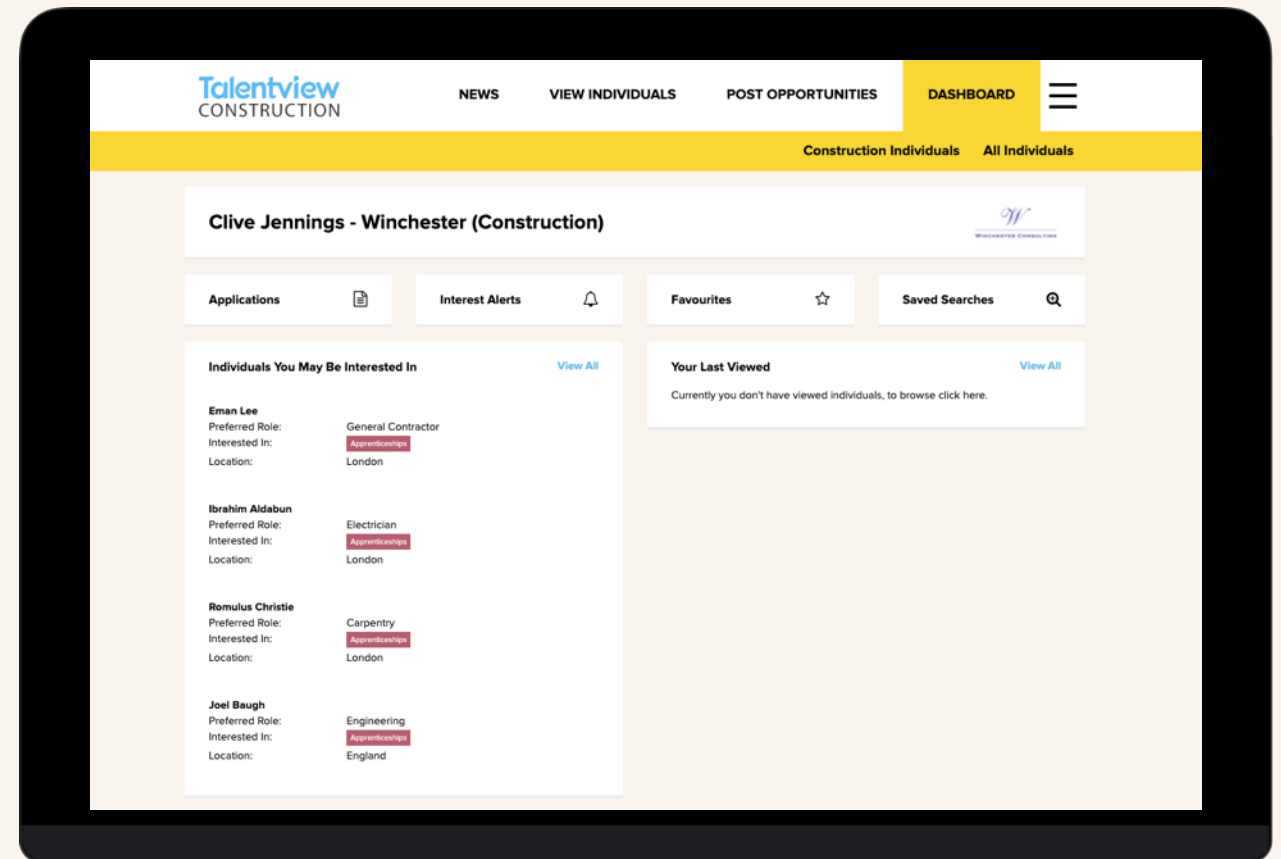 Talentview
CONSTRUCTION
NEWS
VIEW INDIVIDUALS
POST OPPORTUNITIES
DASHBOARD
Construction Individuals
All Individuals
Clive Jennings - Winchester (Construction)
W
WINCHESTER CONSULTING
Applications
Interest Alerts
Favourites
Saved Searches
Individuals You May Be Interested In
View All
Eman Lee
Preferred Role: General Contractor
Interested In: Apprenticeships
Location: London
Ibrahim Aldabun
Preferred Role: Electrician
Interested In: Apprenticeships
Location: London
Romulus Christie
Preferred Role: Carpentry
Interested In: Apprenticeships
Location: London
Joel Baugh
Preferred Role: Engineering
Interested In: Apprenticeships
Location: England
Your Last Viewed
View All
Currently you don't have viewed individuals, to browse click here.